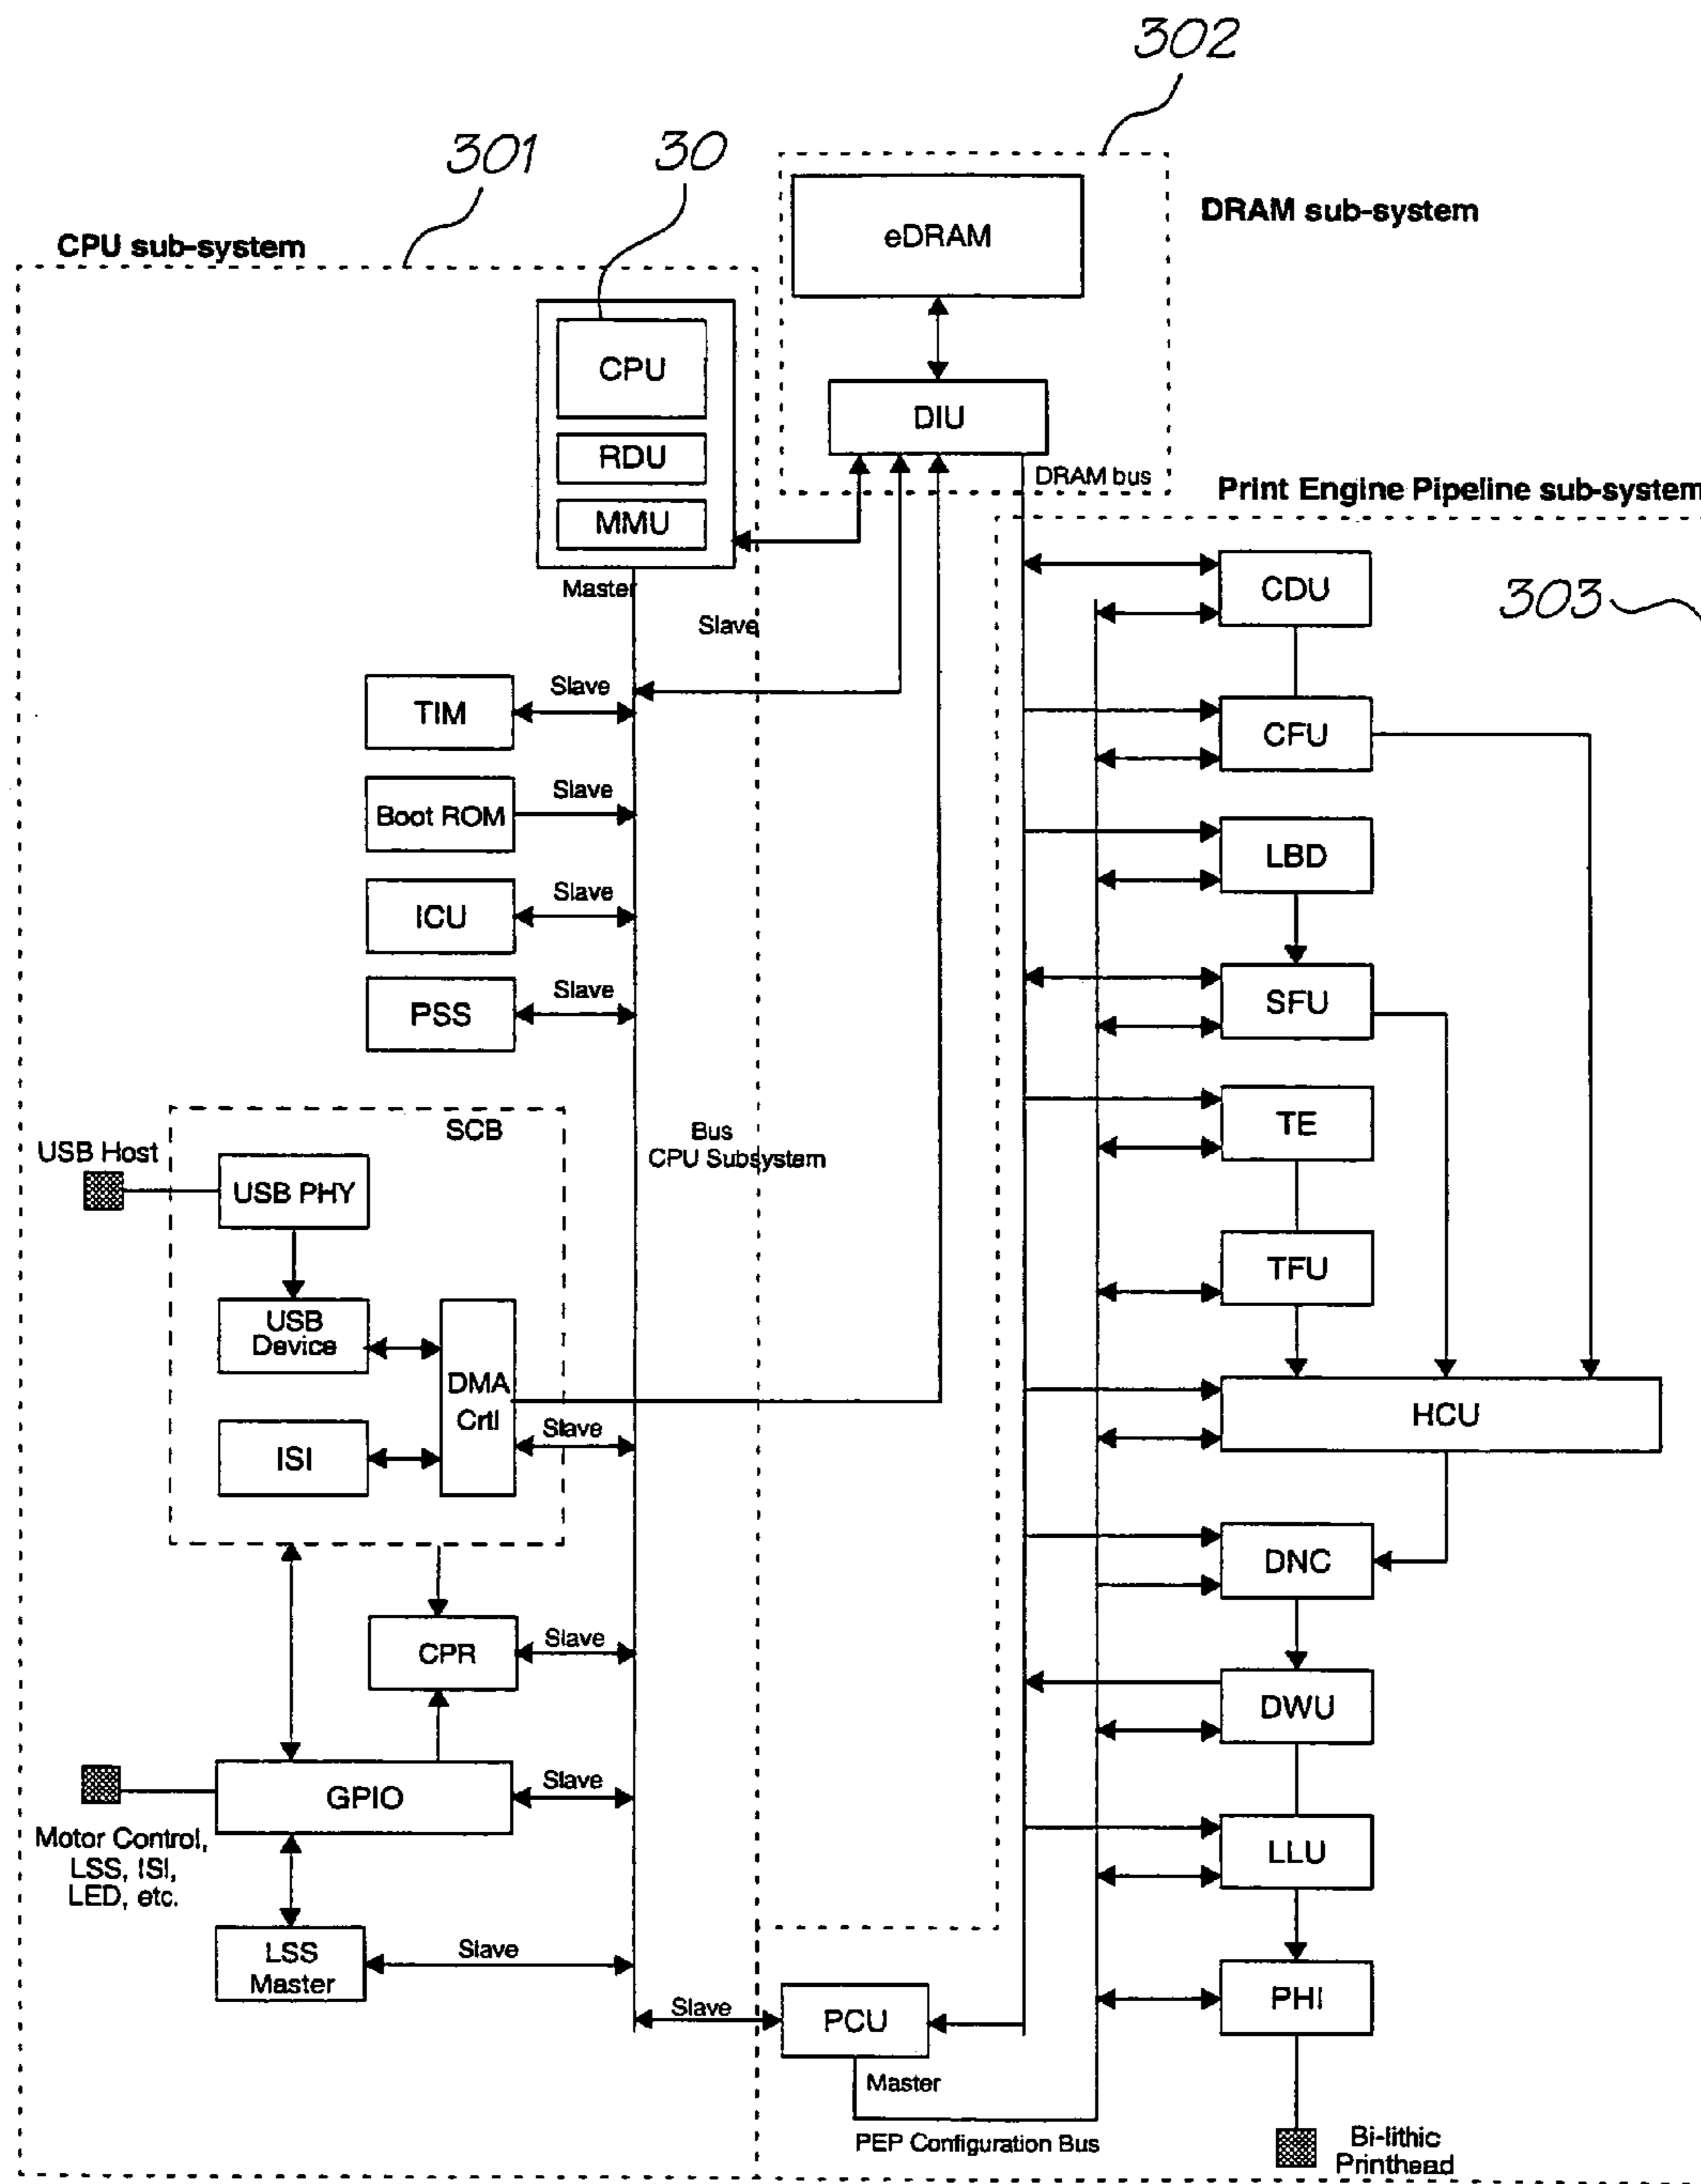 302
301
30
DRAM sub-system
CPU sub-system
eDRAM
CPU
DIU
RDU
DRAM bus
Print Engine Pipeline sub-system
MMU
Master
Slave
CDU
303
TIM
Slave
CFU
Boot ROM
Slave
LBD
ICU
Slave
PSS
Slave
SFU
SCB
Bus
CPU Subsystem
TE
USB Host
USB PHY
TFU
USB
Device
DMA
Crtl
Slave
HCU
ISI
DNC
CPR
Slave
DWU
GPIO
Slave
Motor Control,
LSS, ISI,
LED, etc.
LLU
LSS
Master
Slave
PHI
Slave
PCU
Master
PEP Configuration Bus
Bi-lithic
Printhead